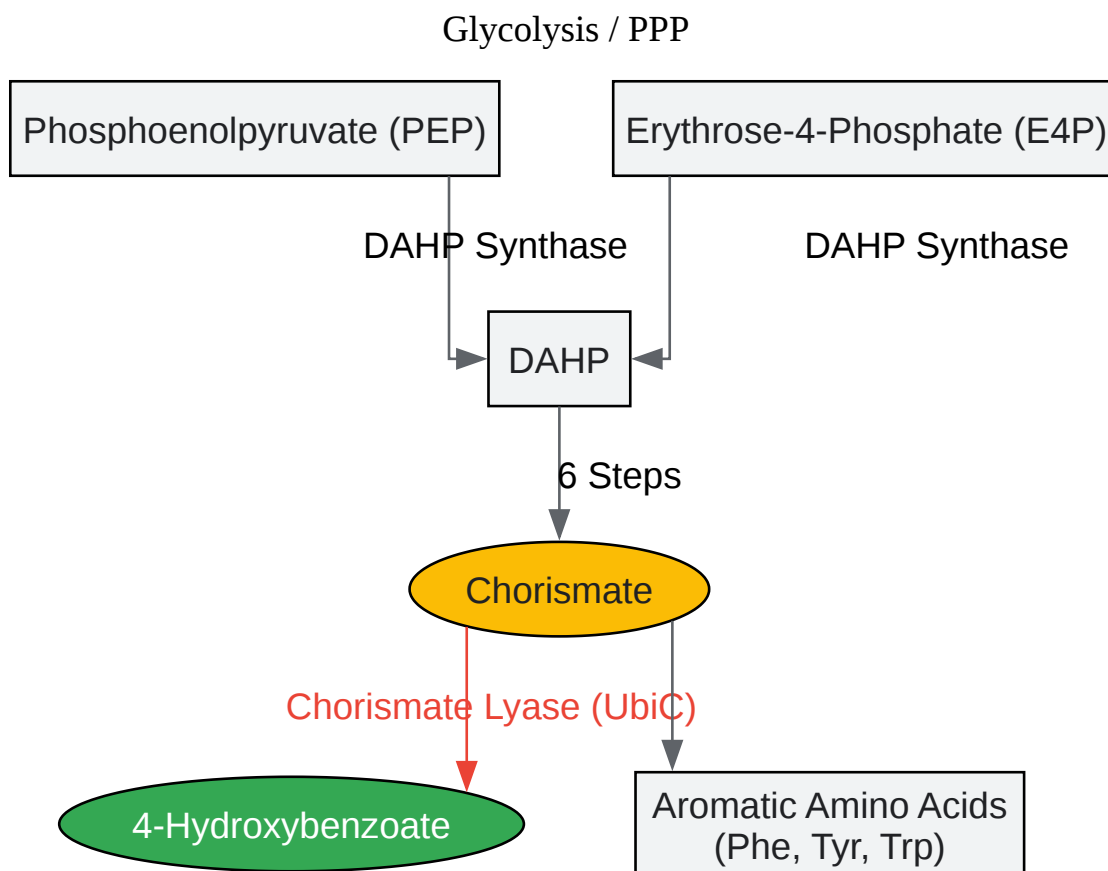 Glycolysis / PPP
Phosphoenolpyruvate (PEP)
Erythrose-4-Phosphate (E4P)
DAHP Synthase
DAHP Synthase
DAHP
6 Steps
Chorismate
Chorismate Lyase (UbiC)
4-Hydroxybenzoate
Aromatic Amino Acids
(Phe, Tyr, Trp)